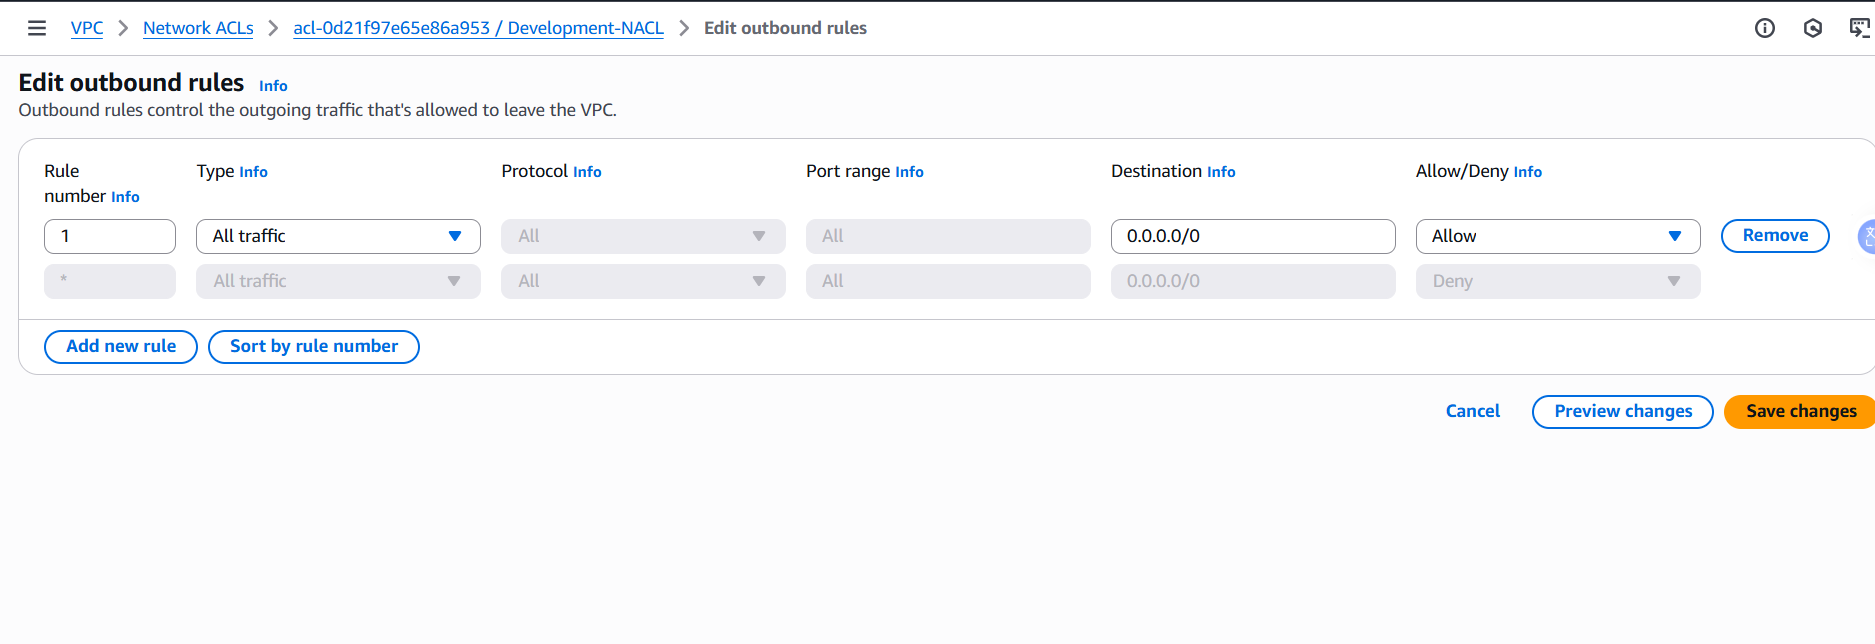 VPC > Network ACLs > acl-0d21f97e65e86a953 / Development-NACL > Edit outbound rules
Edit outbound rules Info
Outbound rules control the outgoing traffic that's allowed to leave the VPC.
Rule number Info Type Info Protocol Info Port range Info Destination Info Allow/Deny Info
1 All traffic All All 0.0.0.0/0 Allow Remove
* All traffic All All 0.0.0.0/0 Deny
Add new rule Sort by rule number
Cancel Preview changes Save changes